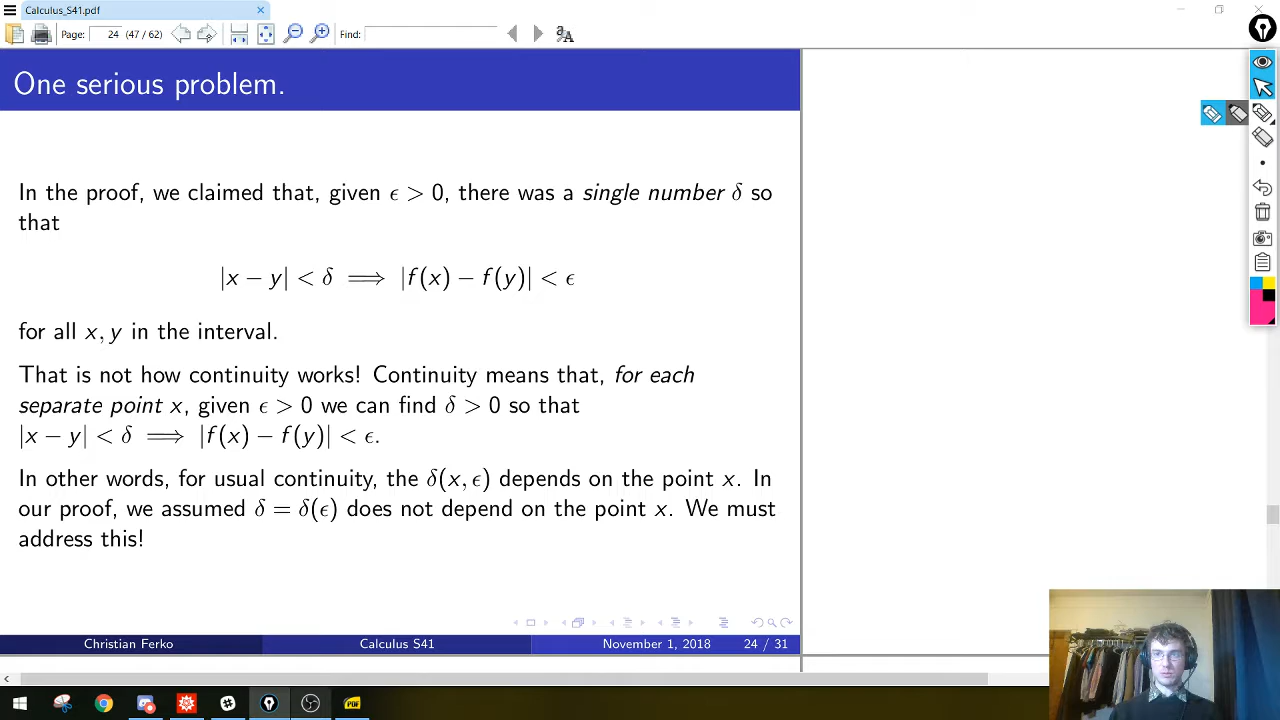 Calculus_S41.pdf
Page: 24 (47 / 62) Find:
One serious problem.
In the proof, we claimed that, given ϵ > 0, there was a single number δ so
that
|x − y| < δ ⟹ |f(x) − f(y)| < ϵ
for all x, y in the interval.
That is not how continuity works! Continuity means that, for each
separate point x, given ϵ > 0 we can find δ > 0 so that
|x − y| < δ ⟹ |f(x) − f(y)| < ϵ.
In other words, for usual continuity, the δ(x, ϵ) depends on the point x. In
our proof, we assumed δ = δ(ϵ) does not depend on the point x. We must
address this!
Christian Ferko Calculus S41 November 1, 2018 24 / 31